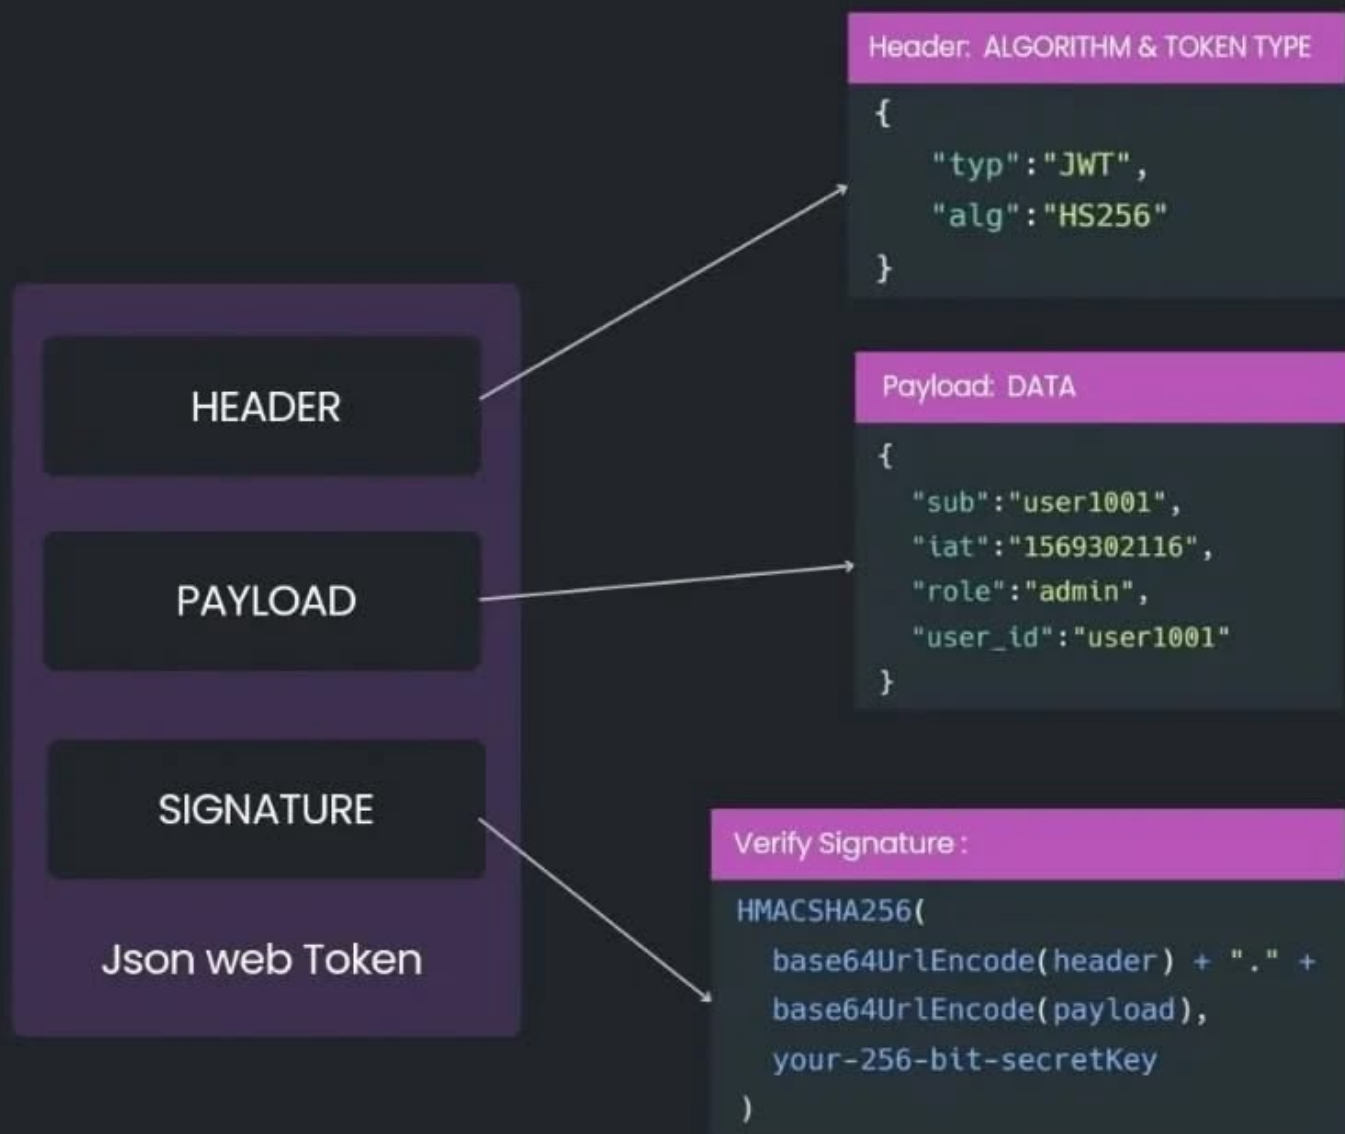 HEADER
PAYLOAD
SIGNATURE
Json web Token
Header: ALGORITHM & TOKEN TYPE
{
"typ":"JWT",
"alg":"HS256"
}
Payload: DATA
{
"sub":"user1001",
"iat":"1569302116",
"role":"admin",
"user_id":"user1001"
}
Verify Signature :
HMACSHA256(
base64UrlEncode(header) + "." +
base64UrlEncode(payload),
your-256-bit-secretKey
)